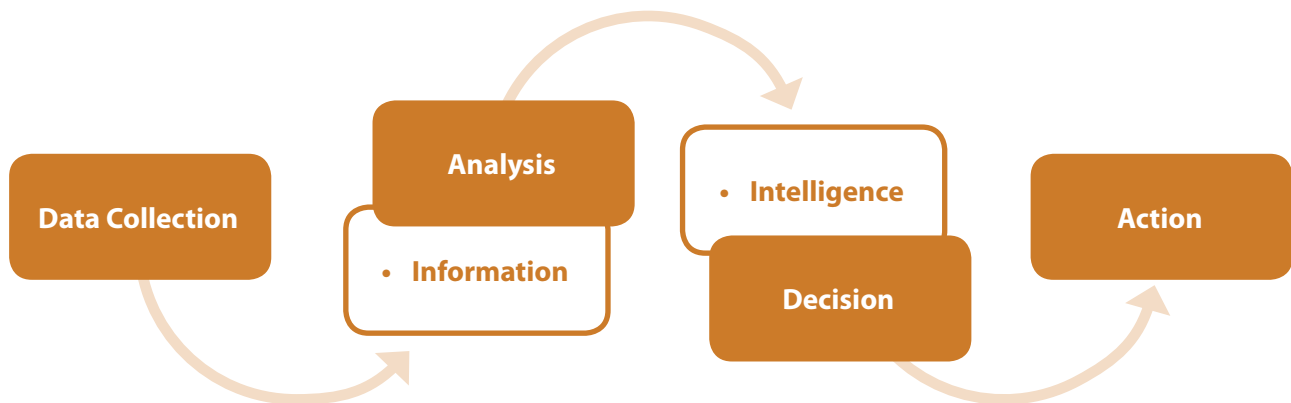 Data Collection
Analysis
• Information
• Intelligence
Decision
Action